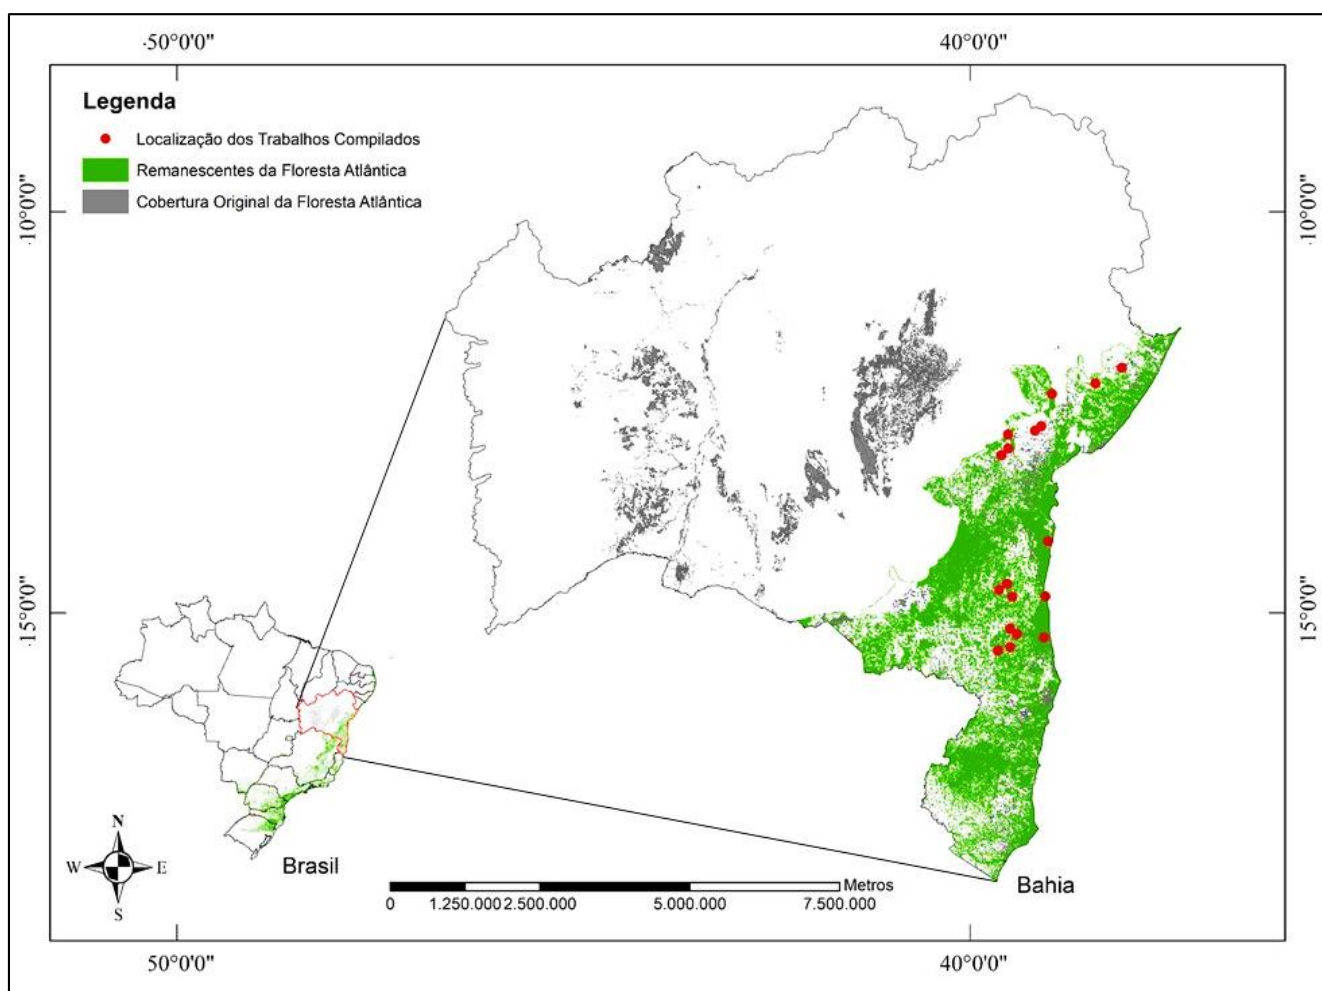 -50°0'0"
40°0'0"
Legenda
Localização dos Trabalhos Compilados
Remanescentes da Floresta Atlântica
Cobertura Original da Floresta Atlântica
-10°0'0"
-10°0'0"
-15°0'0"
15°0'0"
N
W
E
S
Brasil
Bahia
Metros
0
1.250.000
2.500.000
5.000.000
7.500.000
50°0'0"
40°0'0"